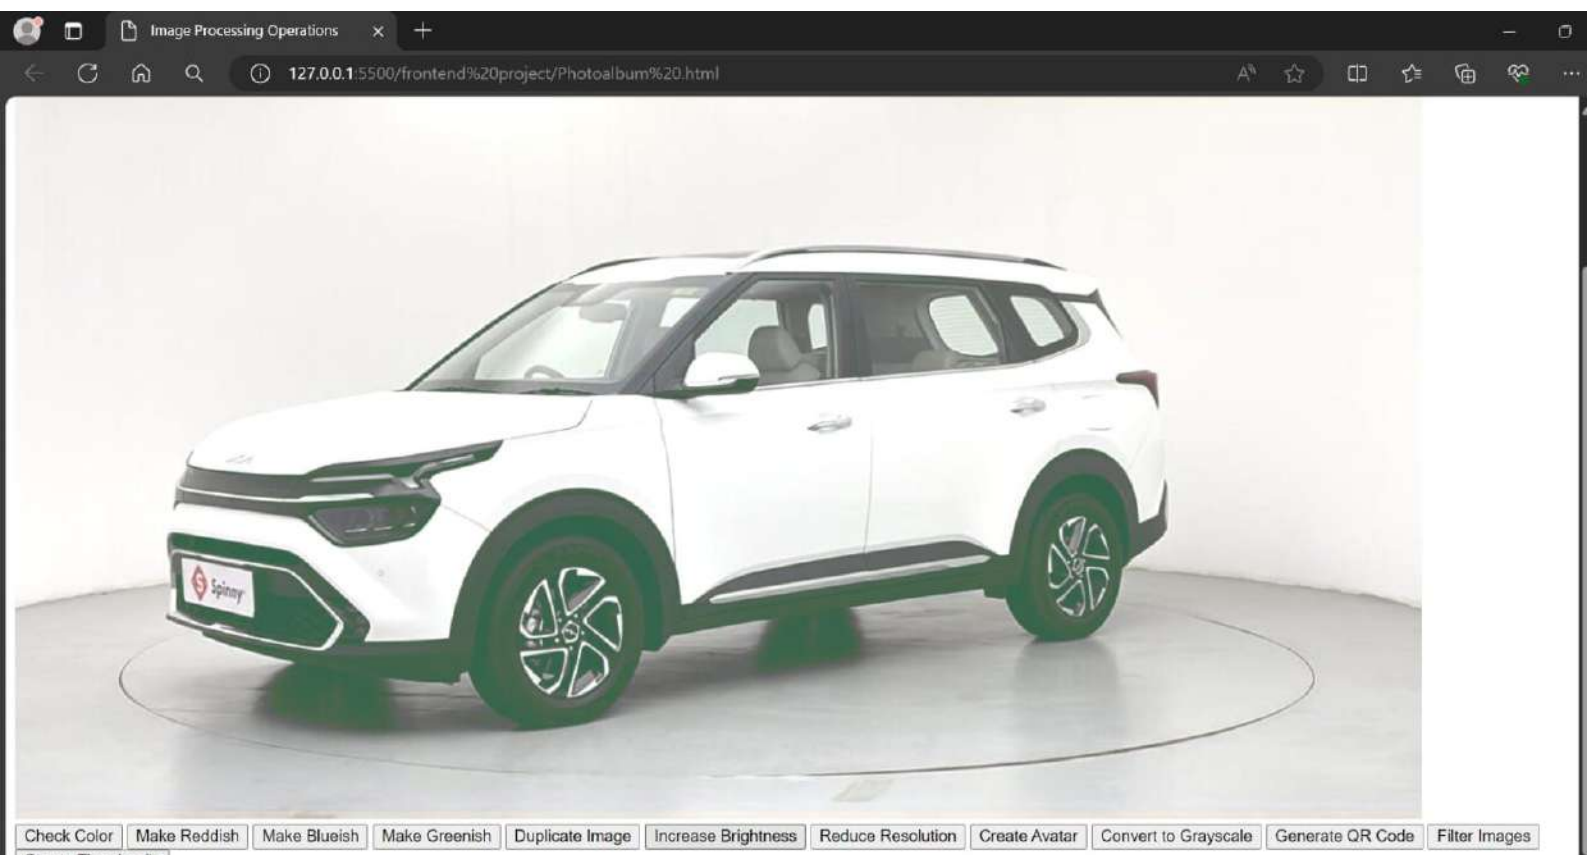 Image Processing Operations
127.0.0.1:5500/frontend%20project/Photoalbum%20.html
Spinny
Check Color Make Reddish Make Blueish Make Greenish Duplicate Image Increase Brightness Reduce Resolution Create Avatar Convert to Grayscale Generate QR Code Filter Images